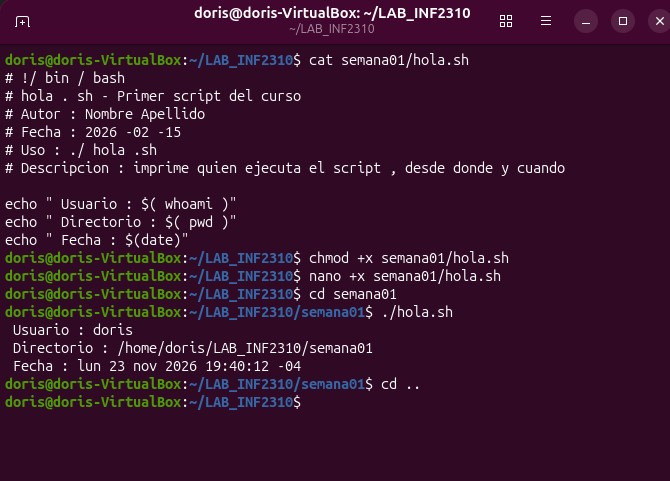 doris@doris-VirtualBox: ~/LAB_INF2310
~/LAB_INF2310
doris@doris-VirtualBox:~/LAB_INF2310$ cat semana01/hola.sh
# !/ bin / bash
# hola . sh - Primer script del curso
# Autor : Nombre Apellido
# Fecha : 2026 -02 -15
# Uso : ./ hola .sh
# Descripcion : imprime quien ejecuta el script , desde donde y cuando
echo " Usuario : $( whoami )"
echo " Directorio : $( pwd )"
echo " Fecha : $(date)"
doris@doris-VirtualBox:~/LAB_INF2310$ chmod +x semana01/hola.sh
doris@doris-VirtualBox:~/LAB_INF2310$ nano +x semana01/hola.sh
doris@doris-VirtualBox:~/LAB_INF2310$ cd semana01
doris@doris-VirtualBox:~/LAB_INF2310/semana01$ ./hola.sh
Usuario : doris
Directorio : /home/doris/LAB_INF2310/semana01
Fecha : lun 23 nov 2026 19:40:12 -04
doris@doris-VirtualBox:~/LAB_INF2310/semana01$ cd ..
doris@doris-VirtualBox:~/LAB_INF2310$